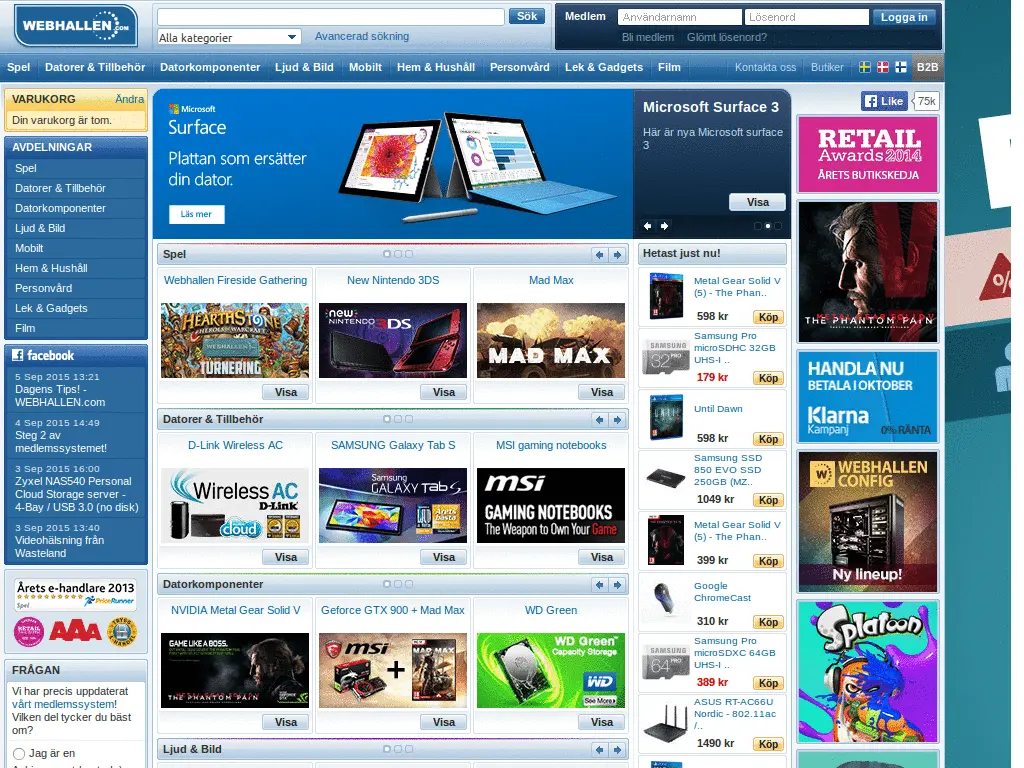 WEBHALLEN.COM
Sök
Alla kategorier
Avancerad sökning
Medlem
Användarnamn
Lösenord
Logga in
Bli medlem
Glömt lösenord?
Spel
Datorer & Tillbehör
Datorkomponenter
Ljud & Bild
Mobilt
Hem & Hushåll
Personvård
Lek & Gadgets
Film
Kontakta oss
Butiker
B2B
VARUKORG
Ändra
Din varukorg är tom.
AVDELNINGAR
Spel
Datorer & Tillbehör
Datorkomponenter
Ljud & Bild
Mobilt
Hem & Hushåll
Personvård
Lek & Gadgets
Film
facebook
5 Sep 2015 13:21
Dagens Tips! -
WEBHALLEN.com
4 Sep 2015 14:49
Steg 2 av
medlemssystemet!
3 Sep 2015 16:00
Zyxel NAS540 Personal
Cloud Storage server -
4-Bay / USB 3.0 (no disk)
3 Sep 2015 13:40
Videohälsning från
Wasteland
Årets e-handlare 2013
Spel
PriceRunner
AAA
TRYGG
E-HANDEL
FRÅGAN
Vi har precis uppdaterat
vårt medlemssystem!
Vilken del tycker du bäst
om?
Jag är en
Microsoft
Surface
Plattan som ersätter
din dator.
Läs mer
Microsoft Surface 3
Här är nya Microsoft surface
3
Visa
Spel
Webhallen Fireside Gathering
New Nintendo 3DS
Mad Max
HEARTHSTONE
HEROES OF WARCRAFT
WEBHALLEN
TURNERING
new
NINTENDO 3DS
MAD MAX
Visa
Visa
Visa
Datorer & Tillbehör
D-Link Wireless AC
SAMSUNG Galaxy Tab S
MSI gaming notebooks
Wireless AC
D-Link
cloud
Samsung
GALAXY Tab S
Årets
bästa
msi
GAMING NOTEBOOKS
The Weapon to Own Your Game
Visa
Visa
Visa
Datorkomponenter
NVIDIA Metal Gear Solid V
Geforce GTX 900 + Mad Max
WD Green
GAME LIKE A BOSS.
THE PHANTOM PAIN
msi
+
MAD MAX
WD Green™
Capacity Storage
WD
See More
Visa
Visa
Visa
Ljud & Bild
Hetast just nu!
Metal Gear Solid V
(5) - The Phan..
598 kr
Köp
SAMSUNG
32 PRO
Samsung Pro
microSDHC 32GB
UHS-I ..
179 kr
Köp
Until Dawn
598 kr
Köp
Samsung SSD
850 EVO SSD
250GB (MZ..
1049 kr
Köp
Metal Gear Solid V
(5) - The Phan..
399 kr
Köp
Google
ChromeCast
310 kr
Köp
SAMSUNG
64 PRO
Samsung Pro
microSDXC 64GB
UHS-I ..
389 kr
Köp
ASUS RT-AC66U
Nordic - 802.11ac
/..
1490 kr
Köp
Like
75k
RETAIL
Awards 2014
ÅRETS BUTIKSKEDJA
THE PHANTOM PAIN
HANDLA NU
BETALA I OKTOBER
Klarna
Kampanj
0% RÄNTA
WEBHALLEN
CONFIG
Ny lineup!
Splatoon
%